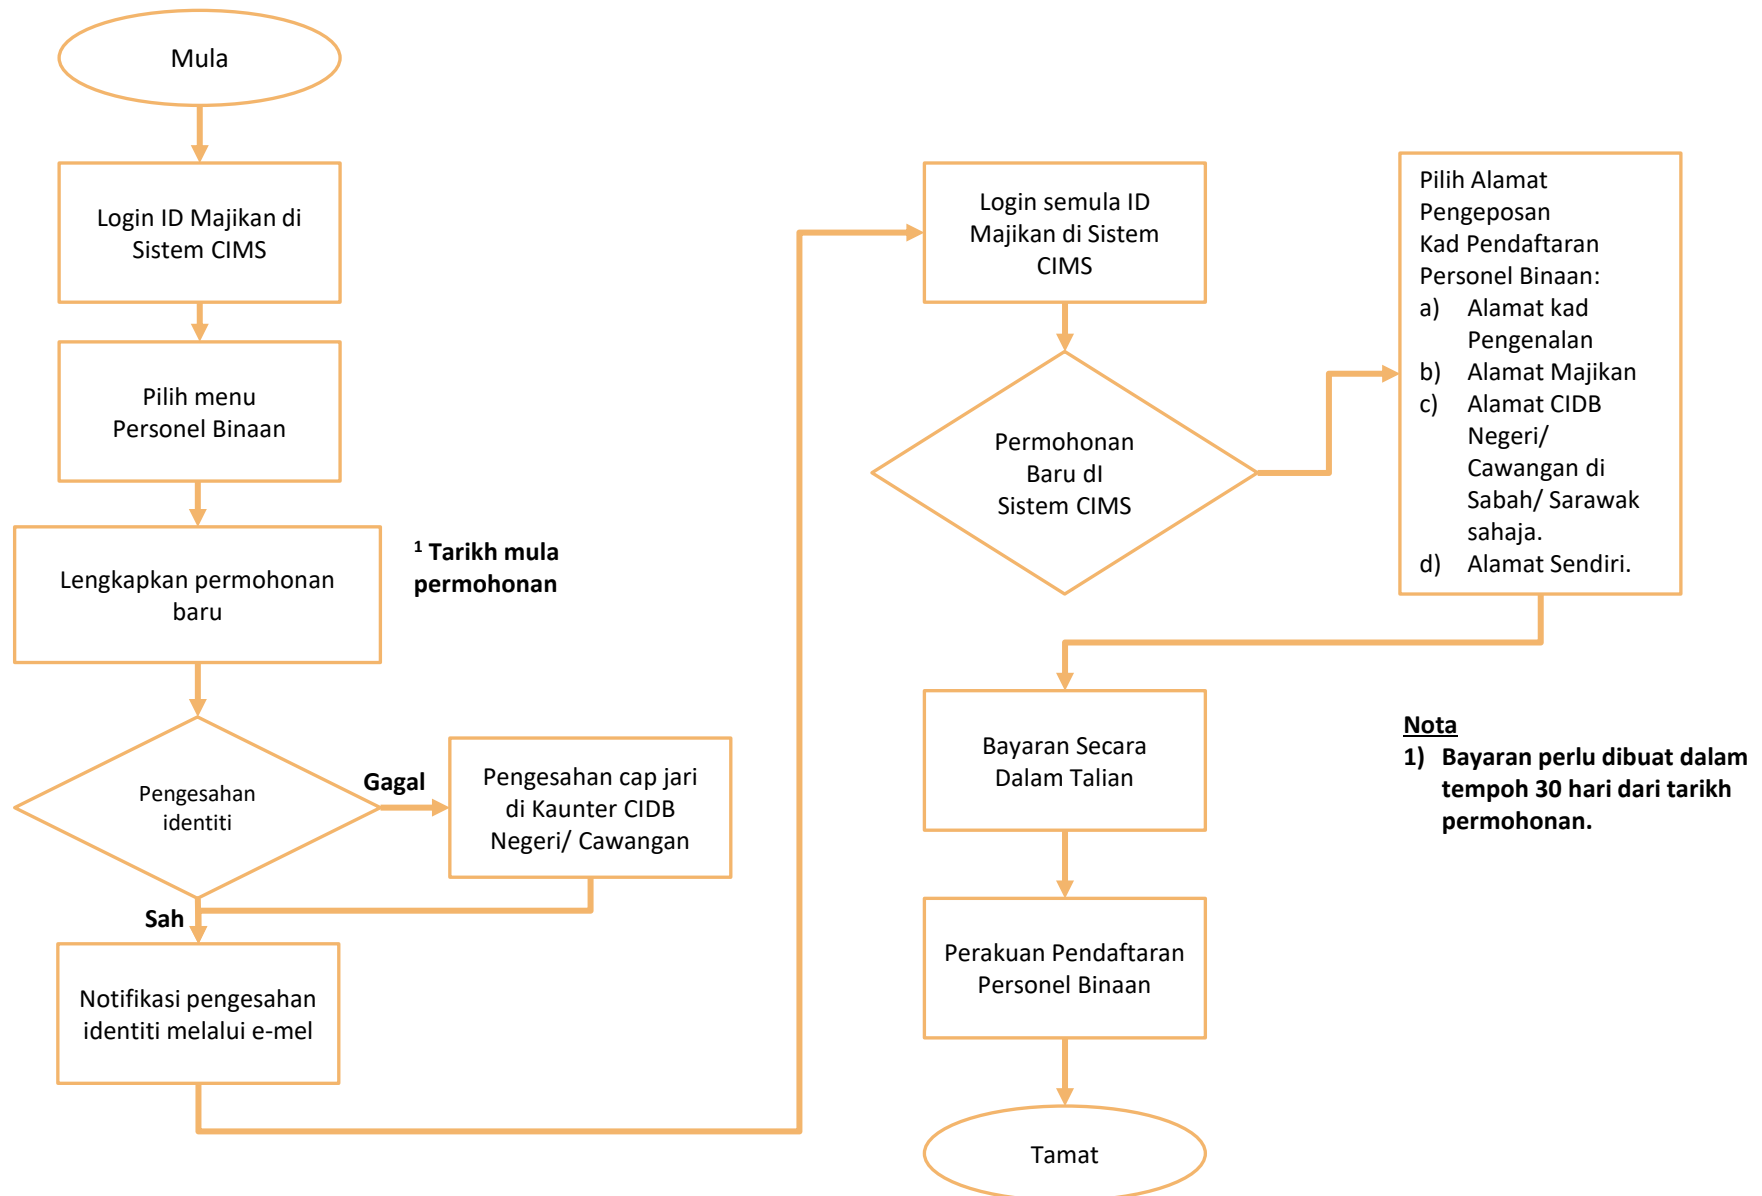 Mula
Login ID Majikan di
Sistem CIMS
Pilih menu
Personel Binaan
Lengkapkan permohonan
baru
¹ Tarikh mula
permohonan
Pengesahan
identiti
Gagal
Pengesahan cap jari
di Kaunter CIDB
Negeri/ Cawangan
Sah
Notifikasi pengesahan
identiti melalui e-mel
Login semula ID
Majikan di Sistem
CIMS
Permohonan
Baru dI
Sistem CIMS
Pilih Alamat
Pengeposan
Kad Pendaftaran
Personel Binaan:
a) Alamat kad
Pengenalan
b) Alamat Majikan
c) Alamat CIDB
Negeri/
Cawangan di
Sabah/ Sarawak
sahaja.
d) Alamat Sendiri.
Bayaran Secara
Dalam Talian
Perakuan Pendaftaran
Personel Binaan
Tamat
Nota
1) Bayaran perlu dibuat dalam
tempoh 30 hari dari tarikh
permohonan.